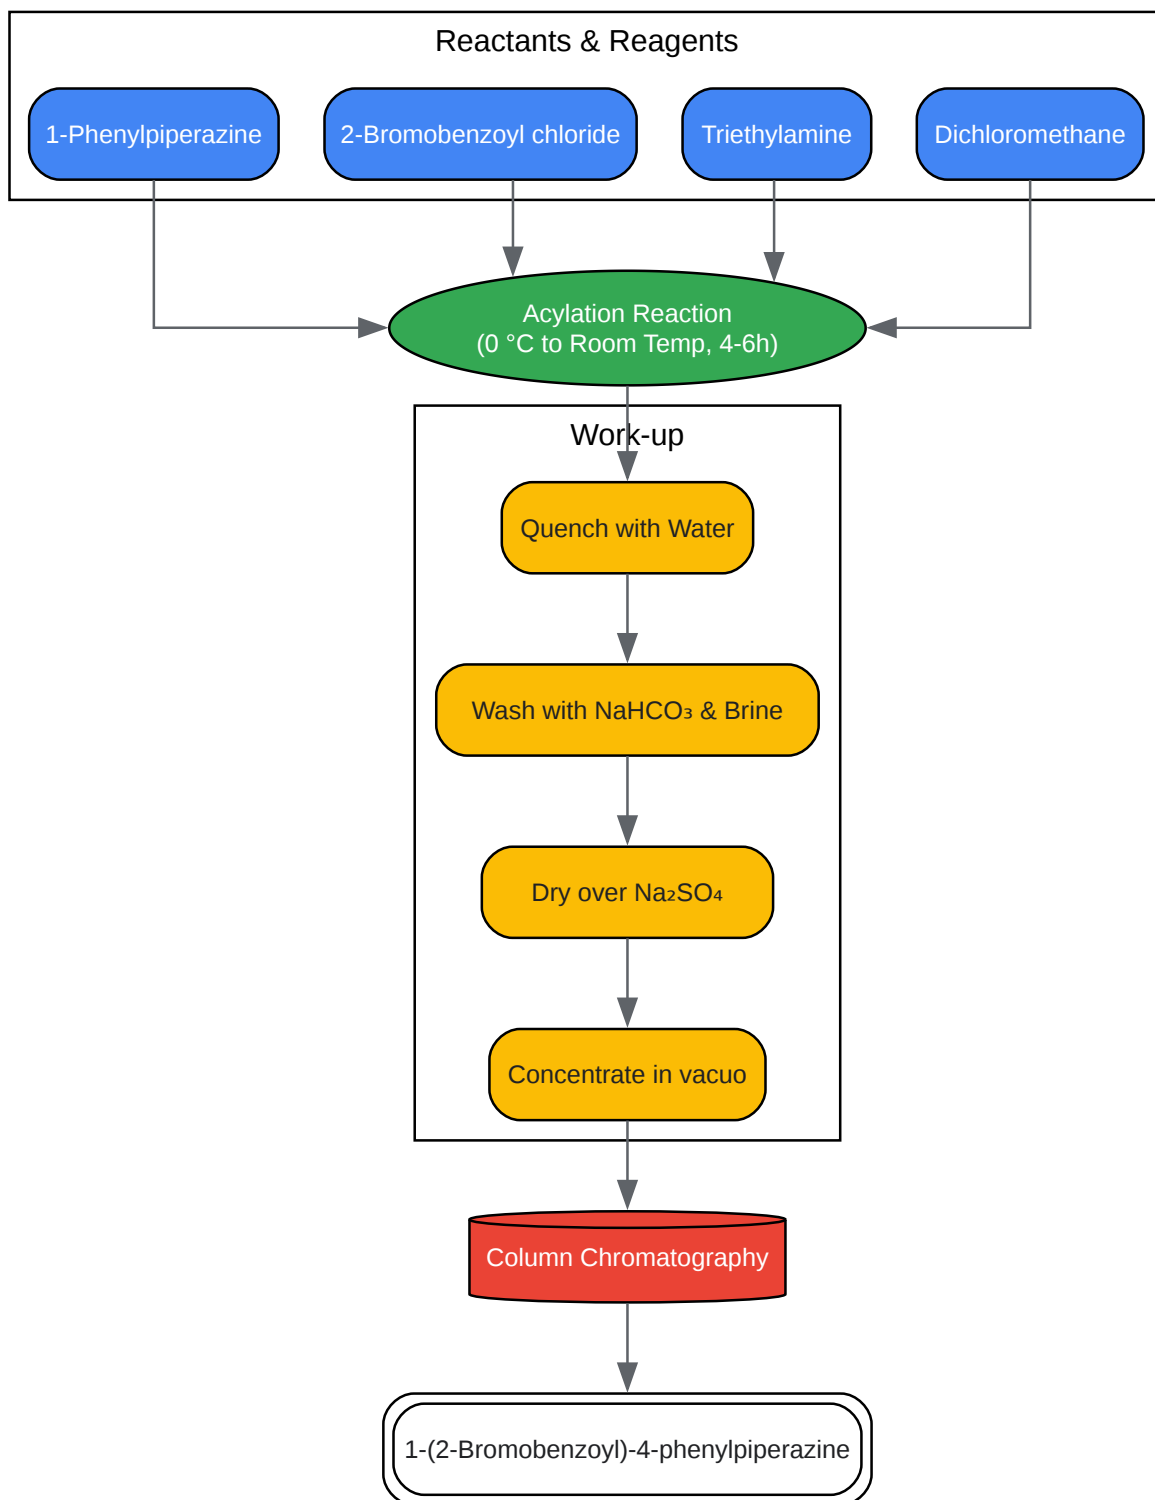 Reactants & Reagents
1-Phenylpiperazine
2-Bromobenzoyl chloride
Triethylamine
Dichloromethane
Acylation Reaction
(0 °C to Room Temp, 4-6h)
Work-up
Quench with Water
Wash with NaHCO₃ & Brine
Dry over Na₂SO₄
Concentrate in vacuo
Column Chromatography
1-(2-Bromobenzoyl)-4-phenylpiperazine